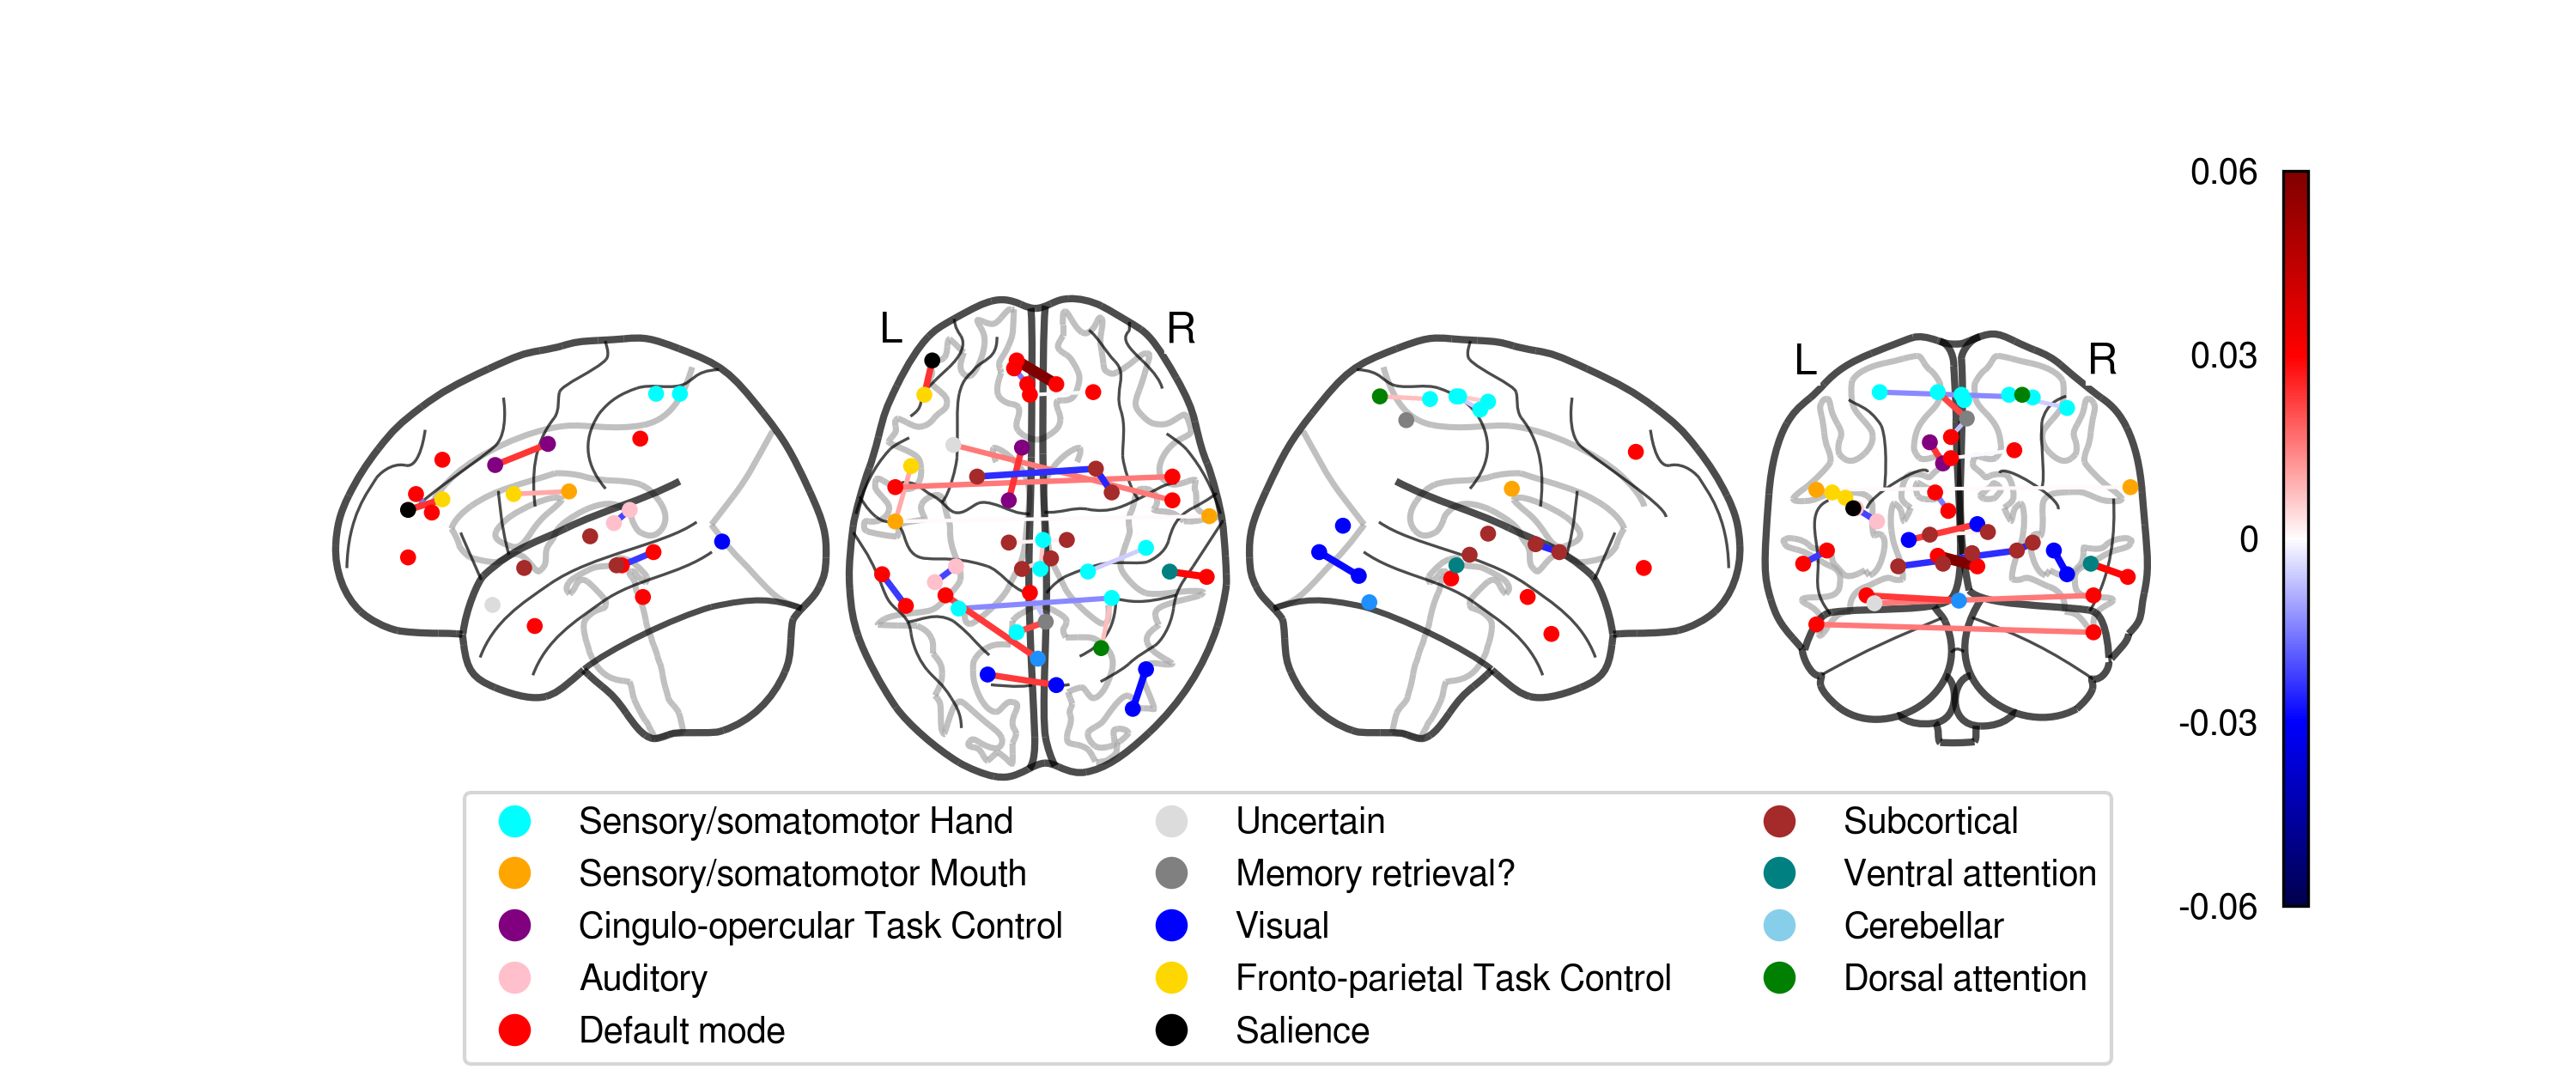 L R
L R
0.06
0.03
0
-0.03
-0.06
Sensory/somatomotor Hand
Sensory/somatomotor Mouth
Cingulo-opercular Task Control
Auditory
Default mode
Uncertain
Memory retrieval?
Visual
Fronto-parietal Task Control
Salience
Subcortical
Ventral attention
Cerebellar
Dorsal attention